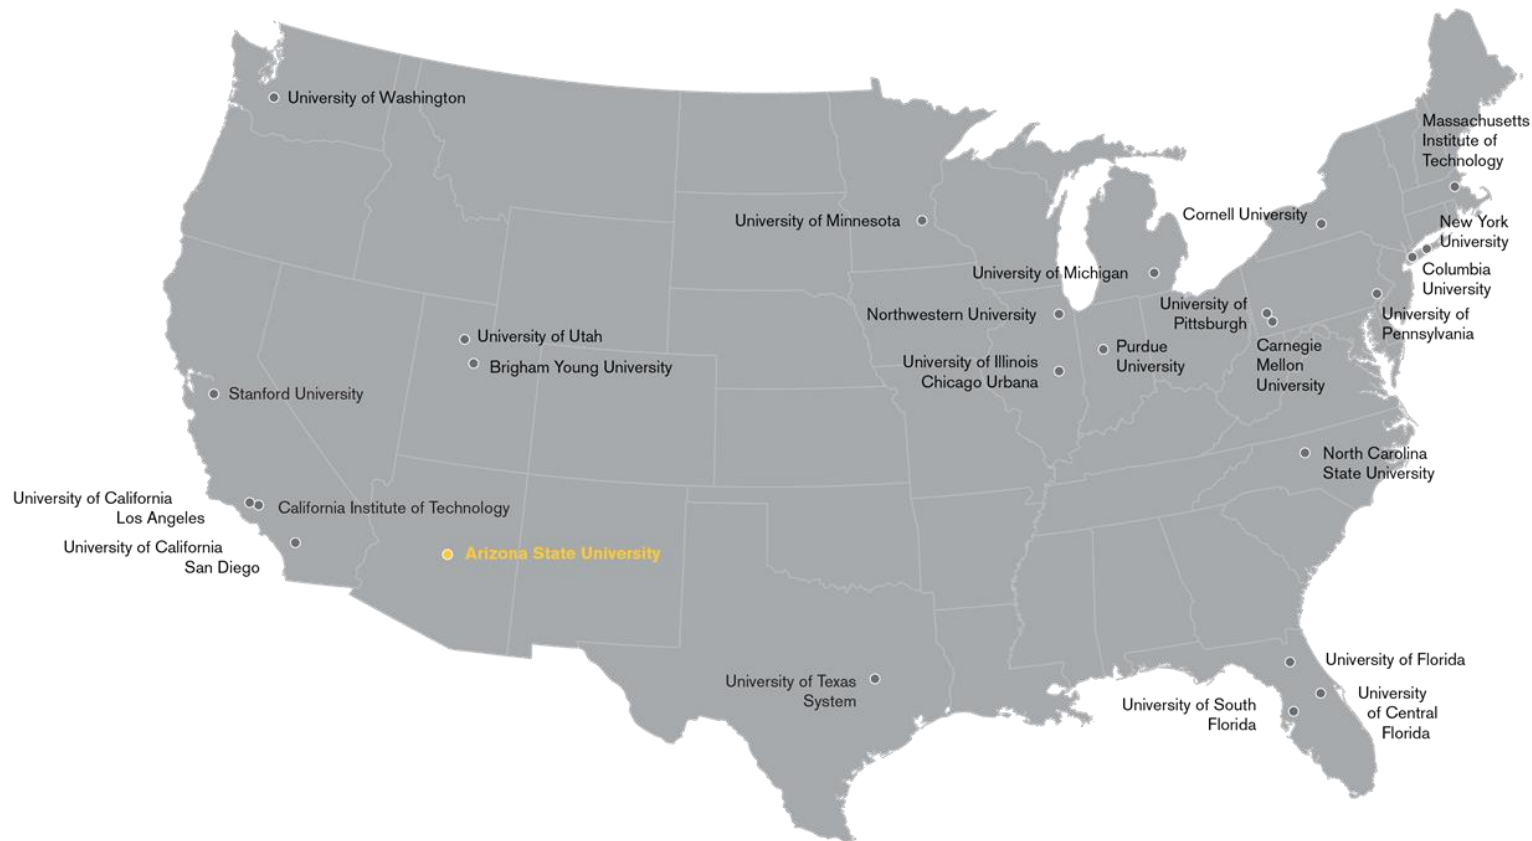 University of Washington
Massachusetts
Institute of
Technology
University of Minnesota
Cornell University
New York
University
University of Michigan
Columbia
University
Northwestern University
University of
Pittsburgh
University of
Pennsylvania
University of Utah
Brigham Young University
University of Illinois
Chicago Urbana
Purdue
University
Carnegie
Mellon
University
Stanford University
North Carolina
State University
University of California
Los Angeles
California Institute of Technology
University of California
San Diego
Arizona State University
University of Texas
System
University of Florida
University of South
Florida
University
of Central
Florida